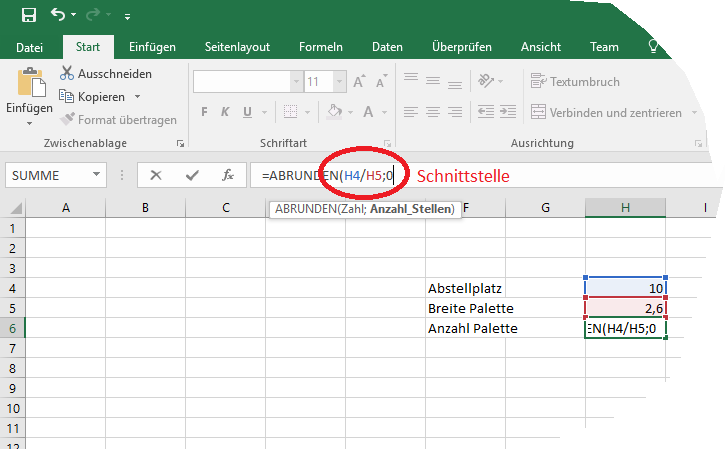 Datei Start Einfügen Seitenlayout Formeln Daten Überprüfen Ansicht Team
Einfügen
Ausschneiden
Kopieren
Format übertragen
Zwischenablage
11
A A
F K U A
Schriftart
Textumbruch
Verbinden und zentrieren
Ausrichtung
SUMME fx =ABRUNDEN(H4/H5;0 Schnittstelle
ABRUNDEN(Zahl; Anzahl_Stellen)
A B C D E F G H I
1
2
3
4 Abstellplatz 10
5 Breite Palette 2,6
6 Anzahl Palette EN(H4/H5;0
7
8
9
10
11
12